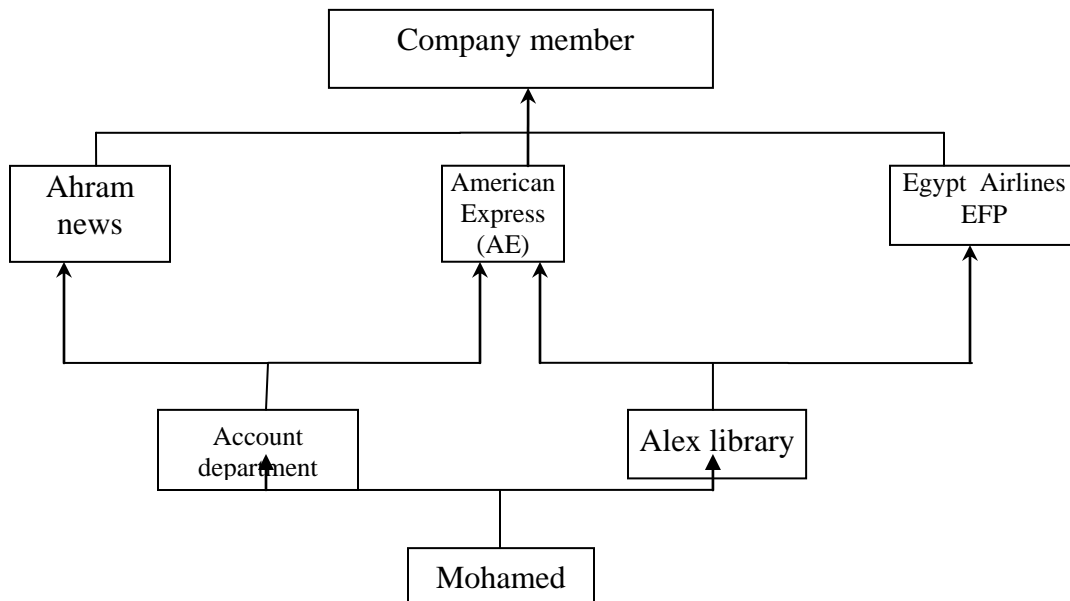 Company member
Ahram
news
American
Express
(AE)
Egypt Airlines
EFP
Account
department
Alex library
Mohamed